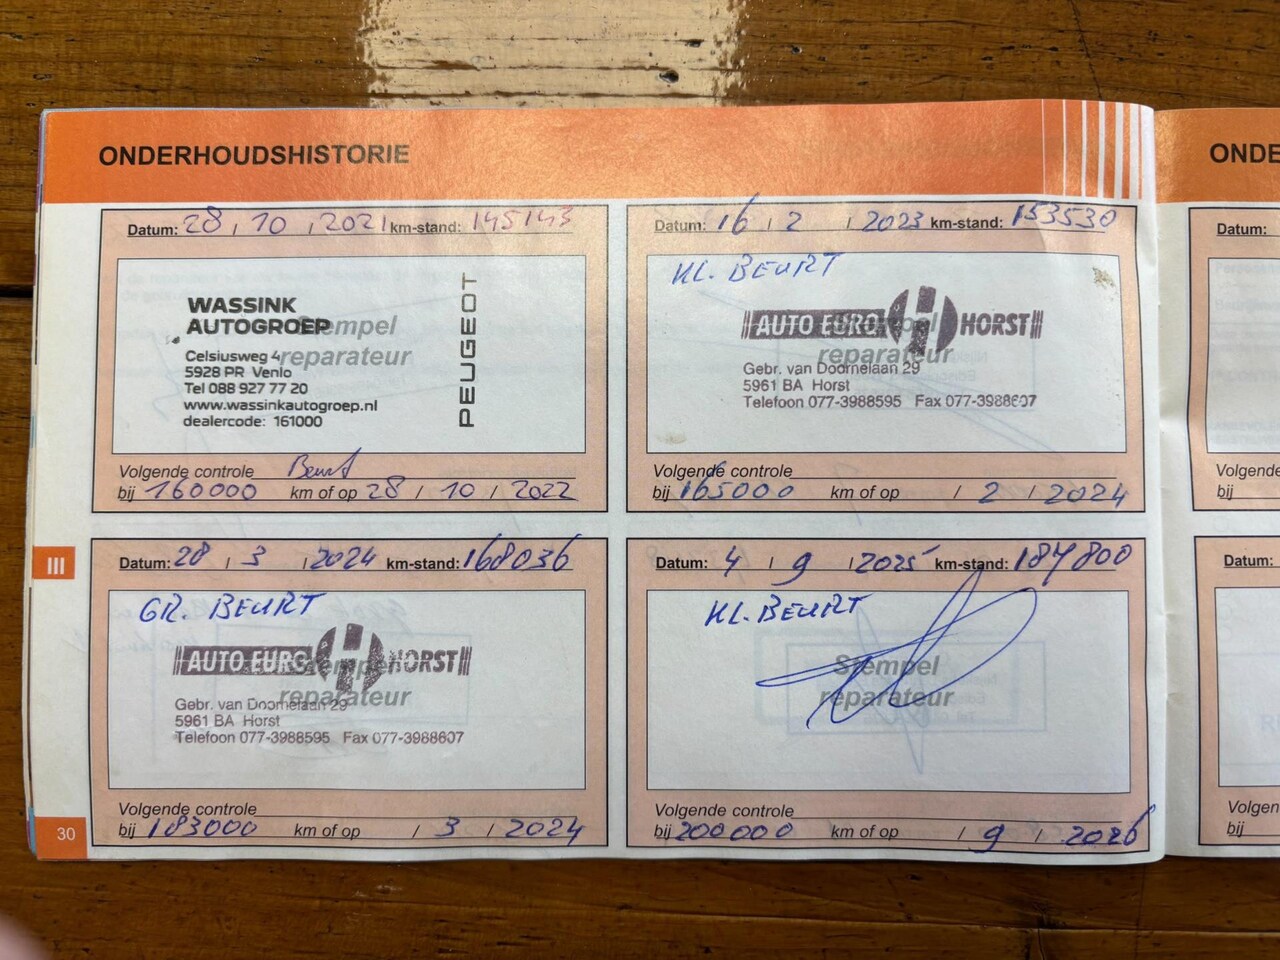 ONDERHOUDSHISTORIE
Datum: 28 / 10 / 2021 km-stand: 145143
WASSINK
AUTOGROEP
Stempel
reparateur
Celsiusweg 4
5928 PR Venlo
Tel 088 927 77 20
www.wassinkautogroep.nl
dealercode: 161000
PEUGEOT
Volgende controle Beurt
bij 160000 km of op 28 / 10 / 2022
Datum: 16 / 2 / 2023 km-stand: 153530
KL. BEURT
AUTO EURO HORST
Stempel
reparateur
Gebr. van Doornelaan 29
5961 BA Horst
Telefoon 077-3988595 Fax 077-3988607
Volgende controle
bij 165000 km of op / 2 / 2024
III
Datum: 28 / 3 / 2024 km-stand: 168036
GR. BEURT
AUTO EURO HORST
Stempel
reparateur
Gebr. van Doornelaan 29
5961 BA Horst
Telefoon 077-3988595 Fax 077-3988607
Volgende controle
bij 183000 km of op / 3 / 2024
Datum: 4 / 9 / 2025 km-stand: 184800
KL. BEURT
Stempel
reparateur
Volgende controle
bij 200000 km of op / 9 / 2026
30
ONDE
Datum:
Volgende
bij
Datum:
Volgen
bij